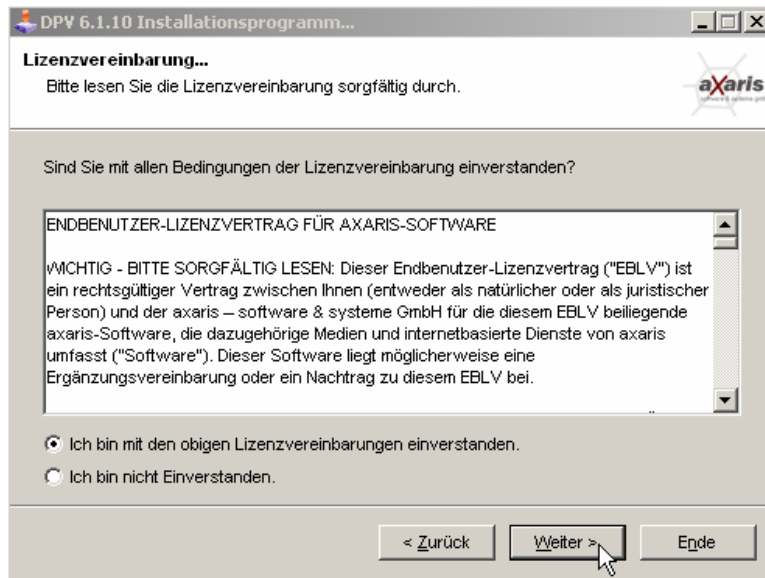 DPV 6.1.10 Installationsprogramm...
Lizenzvereinbarung...
Bitte lesen Sie die Lizenzvereinbarung sorgfältig durch.
aXaris
software & systeme gmbh
Sind Sie mit allen Bedingungen der Lizenzvereinbarung einverstanden?
ENDBENUTZER-LIZENZVERTRAG FÜR AXARIS-SOFTWARE
WICHTIG - BITTE SORGFÄLTIG LESEN: Dieser Endbenutzer-Lizenzvertrag ("EBLV") ist
ein rechtsgültiger Vertrag zwischen Ihnen (entweder als natürlicher oder als juristischer
Person) und der axaris – software & systeme GmbH für die diesem EBLV beiliegende
axaris-Software, die dazugehörige Medien und internetbasierte Dienste von axaris
umfasst ("Software"). Dieser Software liegt möglicherweise eine
Ergänzungsvereinbarung oder ein Nachtrag zu diesem EBLV bei.
Ich bin mit den obigen Lizenzvereinbarungen einverstanden.
Ich bin nicht Einverstanden.
< Zurück
Weiter >
Ende